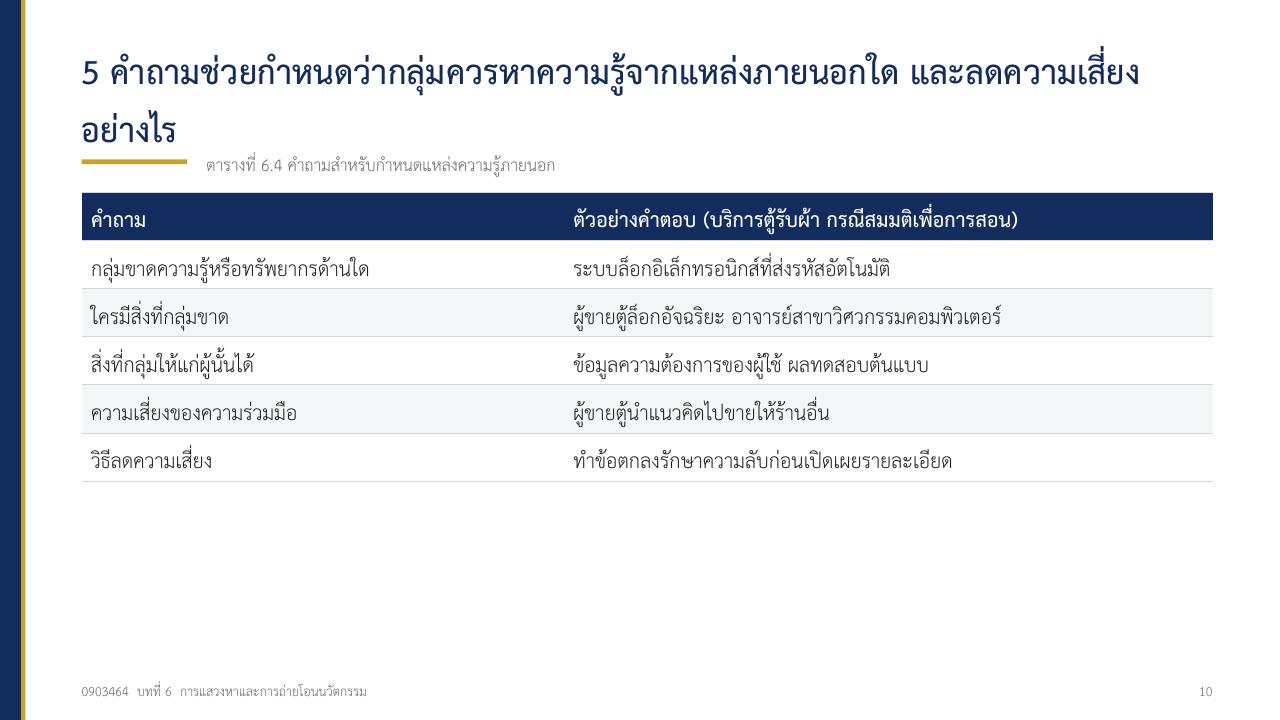 5 คำถามช่วยกำหนดว่ากลุ่มควรหาความรู้จากแหล่งภายนอกใด และลดความเสี่ยง
อย่างไร
ตารางที่ 6.4 คำถามสำหรับกำหนดแหล่งความรู้ภายนอก
คำถาม ตัวอย่างคำตอบ (บริการตู้รับผ้า กรณีสมมติเพื่อการสอน)
กลุ่มขาดความรู้หรือทรัพยากรด้านใด ระบบล็อกอิเล็กทรอนิกส์ที่ส่งรหัสอัตโนมัติ
ใครมีสิ่งที่กลุ่มขาด ผู้ขายตู้ล็อกอัจฉริยะ อาจารย์สาขาวิศวกรรมคอมพิวเตอร์
สิ่งที่กลุ่มให้แก่ผู้นั้นได้ ข้อมูลความต้องการของผู้ใช้ ผลทดสอบต้นแบบ
ความเสี่ยงของความร่วมมือ ผู้ขายตู้นำแนวคิดไปขายให้ร้านอื่น
วิธีลดความเสี่ยง ทำข้อตกลงรักษาความลับก่อนเปิดเผยรายละเอียด
0903464 บทที่ 6 การแสวงหาและการถ่ายโอนนวัตกรรม 10